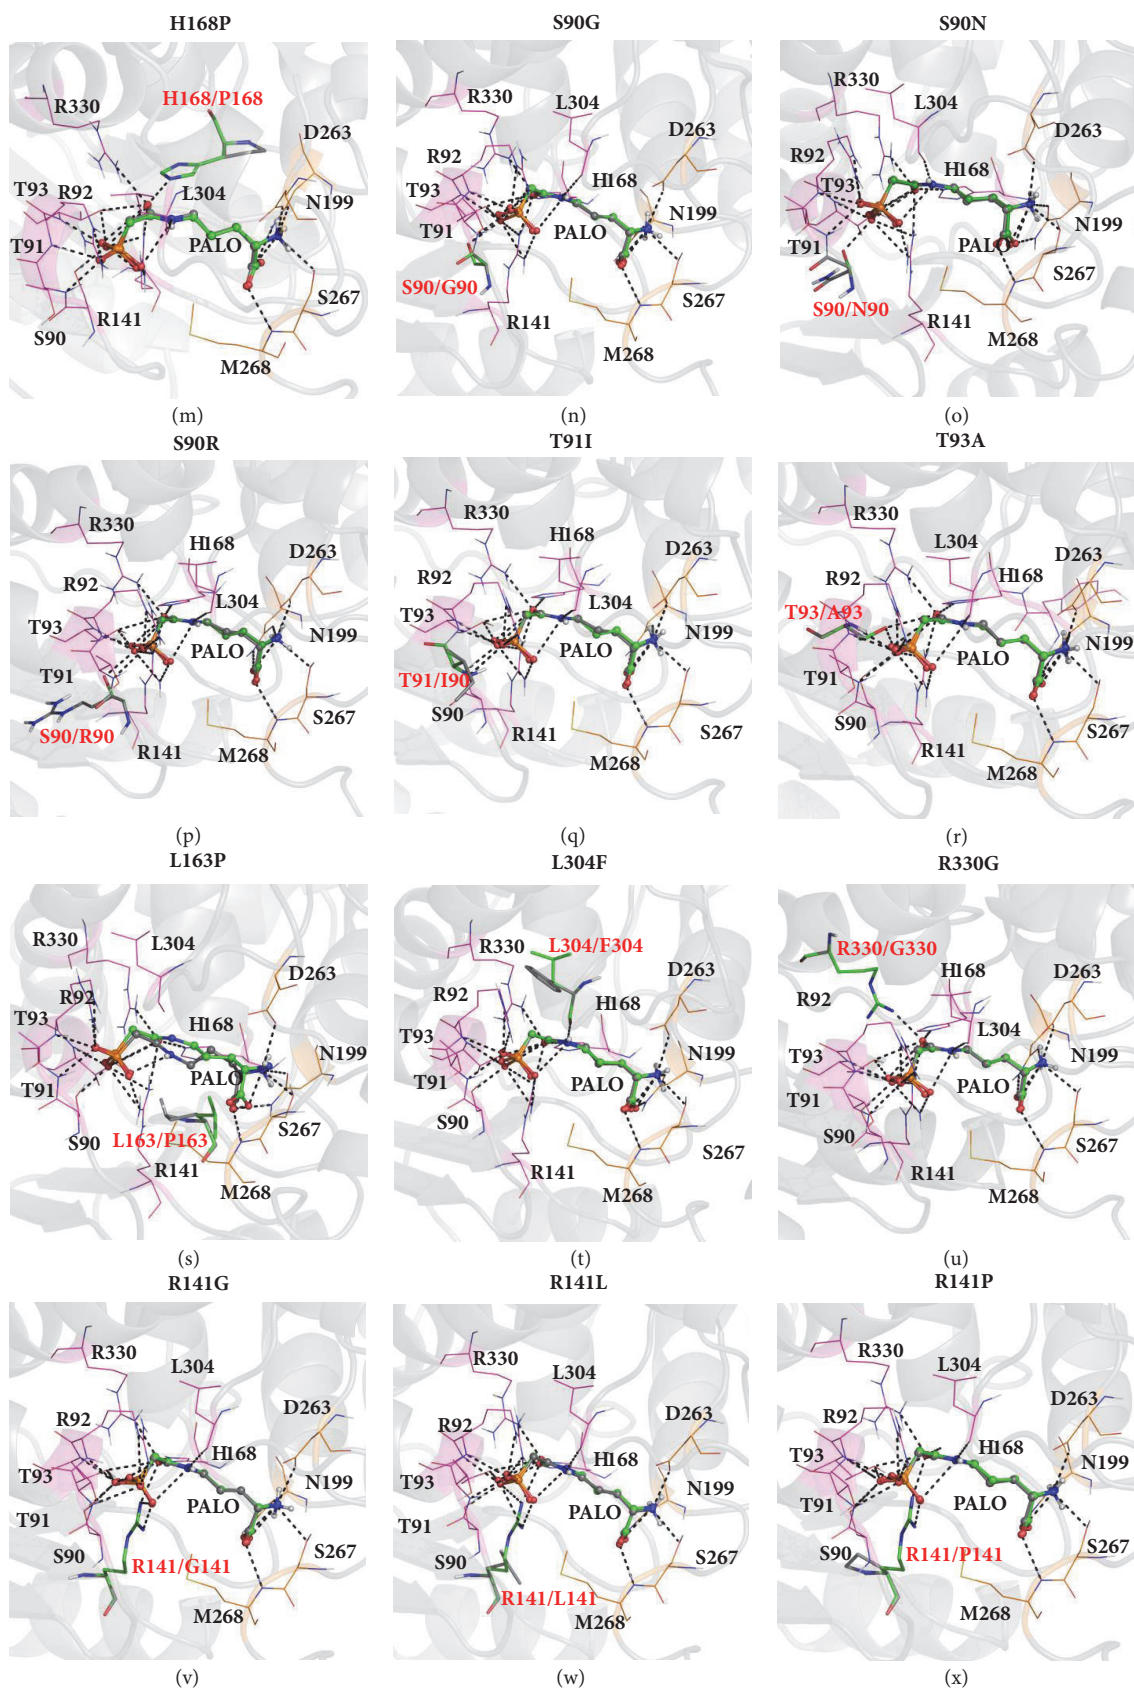 H168P
R330
H168/P168
D263
T93
R92
L304
N199
T91
PALO
S90
R141
S267
M268
(m)
S90G
R330
L304
D263
R92
H168
T93
N199
T91
PALO
S90/G90
S267
R141
M268
(n)
S90N
R330
L304
D263
R92
H168
T93
N199
T91
PALO
S267
S90/N90
R141
M268
(o)
S90R
R330
H168
D263
R92
L304
T93
N199
PALO
T91
S90/R90
S267
R141
M268
(p)
T91I
R330
H168
D263
R92
L304
T93
N199
PALO
T91/I90
S90
R141
S267
M268
(q)
T93A
R330
L304
D263
R92
H168
T93/A93
N199
PALO
T91
S90
S267
R141
M268
(r)
L163P
R330
L304
D263
R92
T93
H168
N199
PALO
T91
S90
L163/P163
S267
R141
M268
(s)
L304F
R330
L304/F304
D263
R92
H168
T93
N199
T91
PALO
S267
R141
M268
(t)
R330G
R330/G330
H168
D263
R92
L304
T93
N199
PALO
T91
S90
S267
R141
M268
(u)
R141G
R330
L304
D263
R92
H168
T93
N199
T91
PALO
S90
R141/G141
S267
M268
(v)
R141L
R330
L304
D263
R92
H168
T93
N199
PALO
T91
S90
S267
R141/L141
M268
(w)
R141P
R330
L304
D263
R92
H168
T93
N199
T91
PALO
S90
R141/P141
S267
M268
(x)